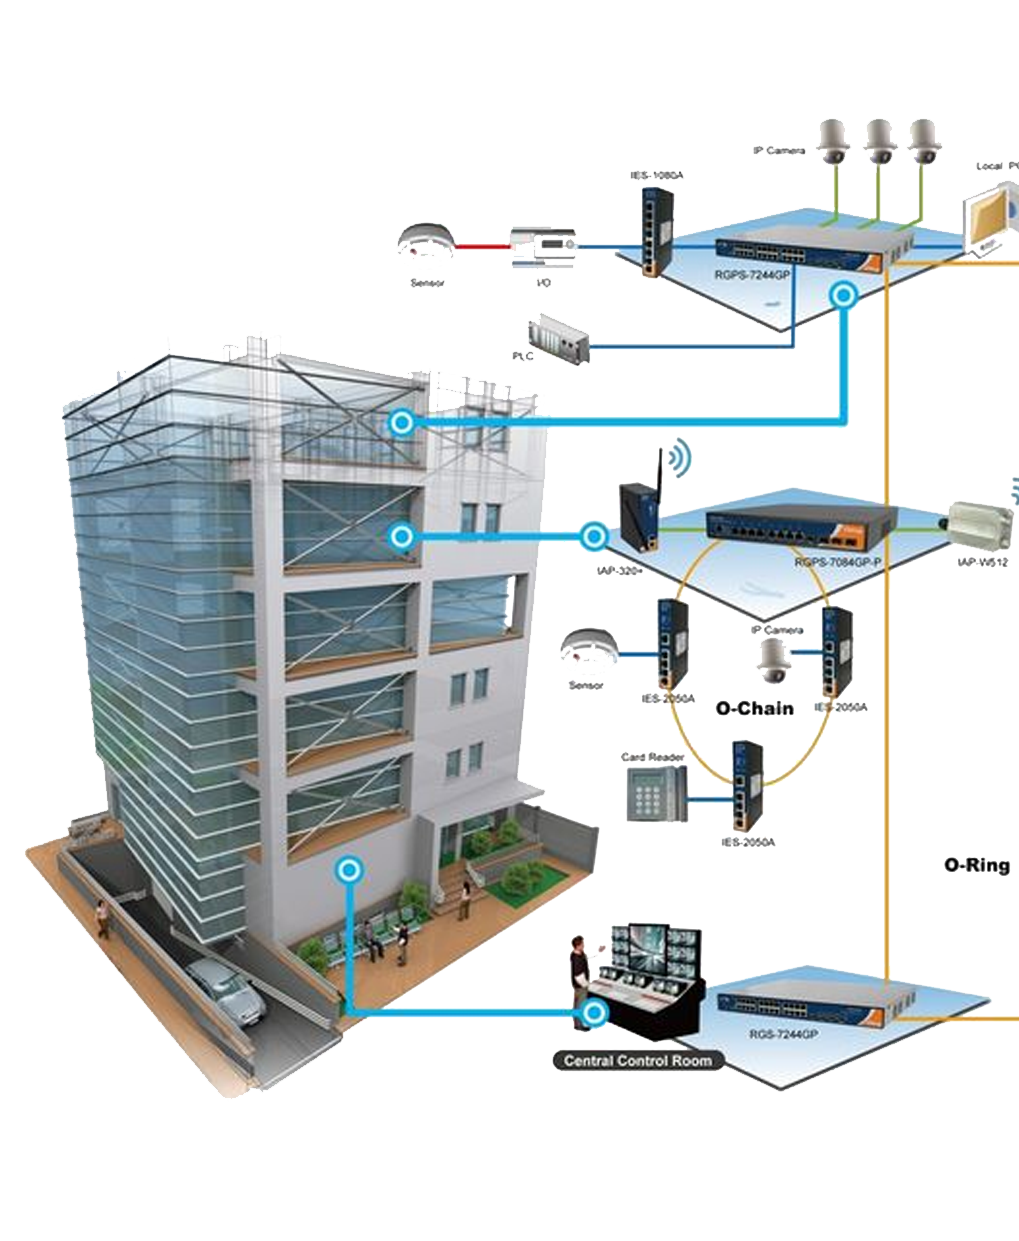 IP Camera
IES-1080A
Local PC
Sensor
I/O
RGPS-7244GP
PLC
IAP-320+
RGPS-7084GP-P
IAP-W512
IP Camera
Sensor
IES-2050A
O-Chain
IES-2050A
Card Reader
IES-2050A
O-Ring
RGS-7244GP
Central Control Room